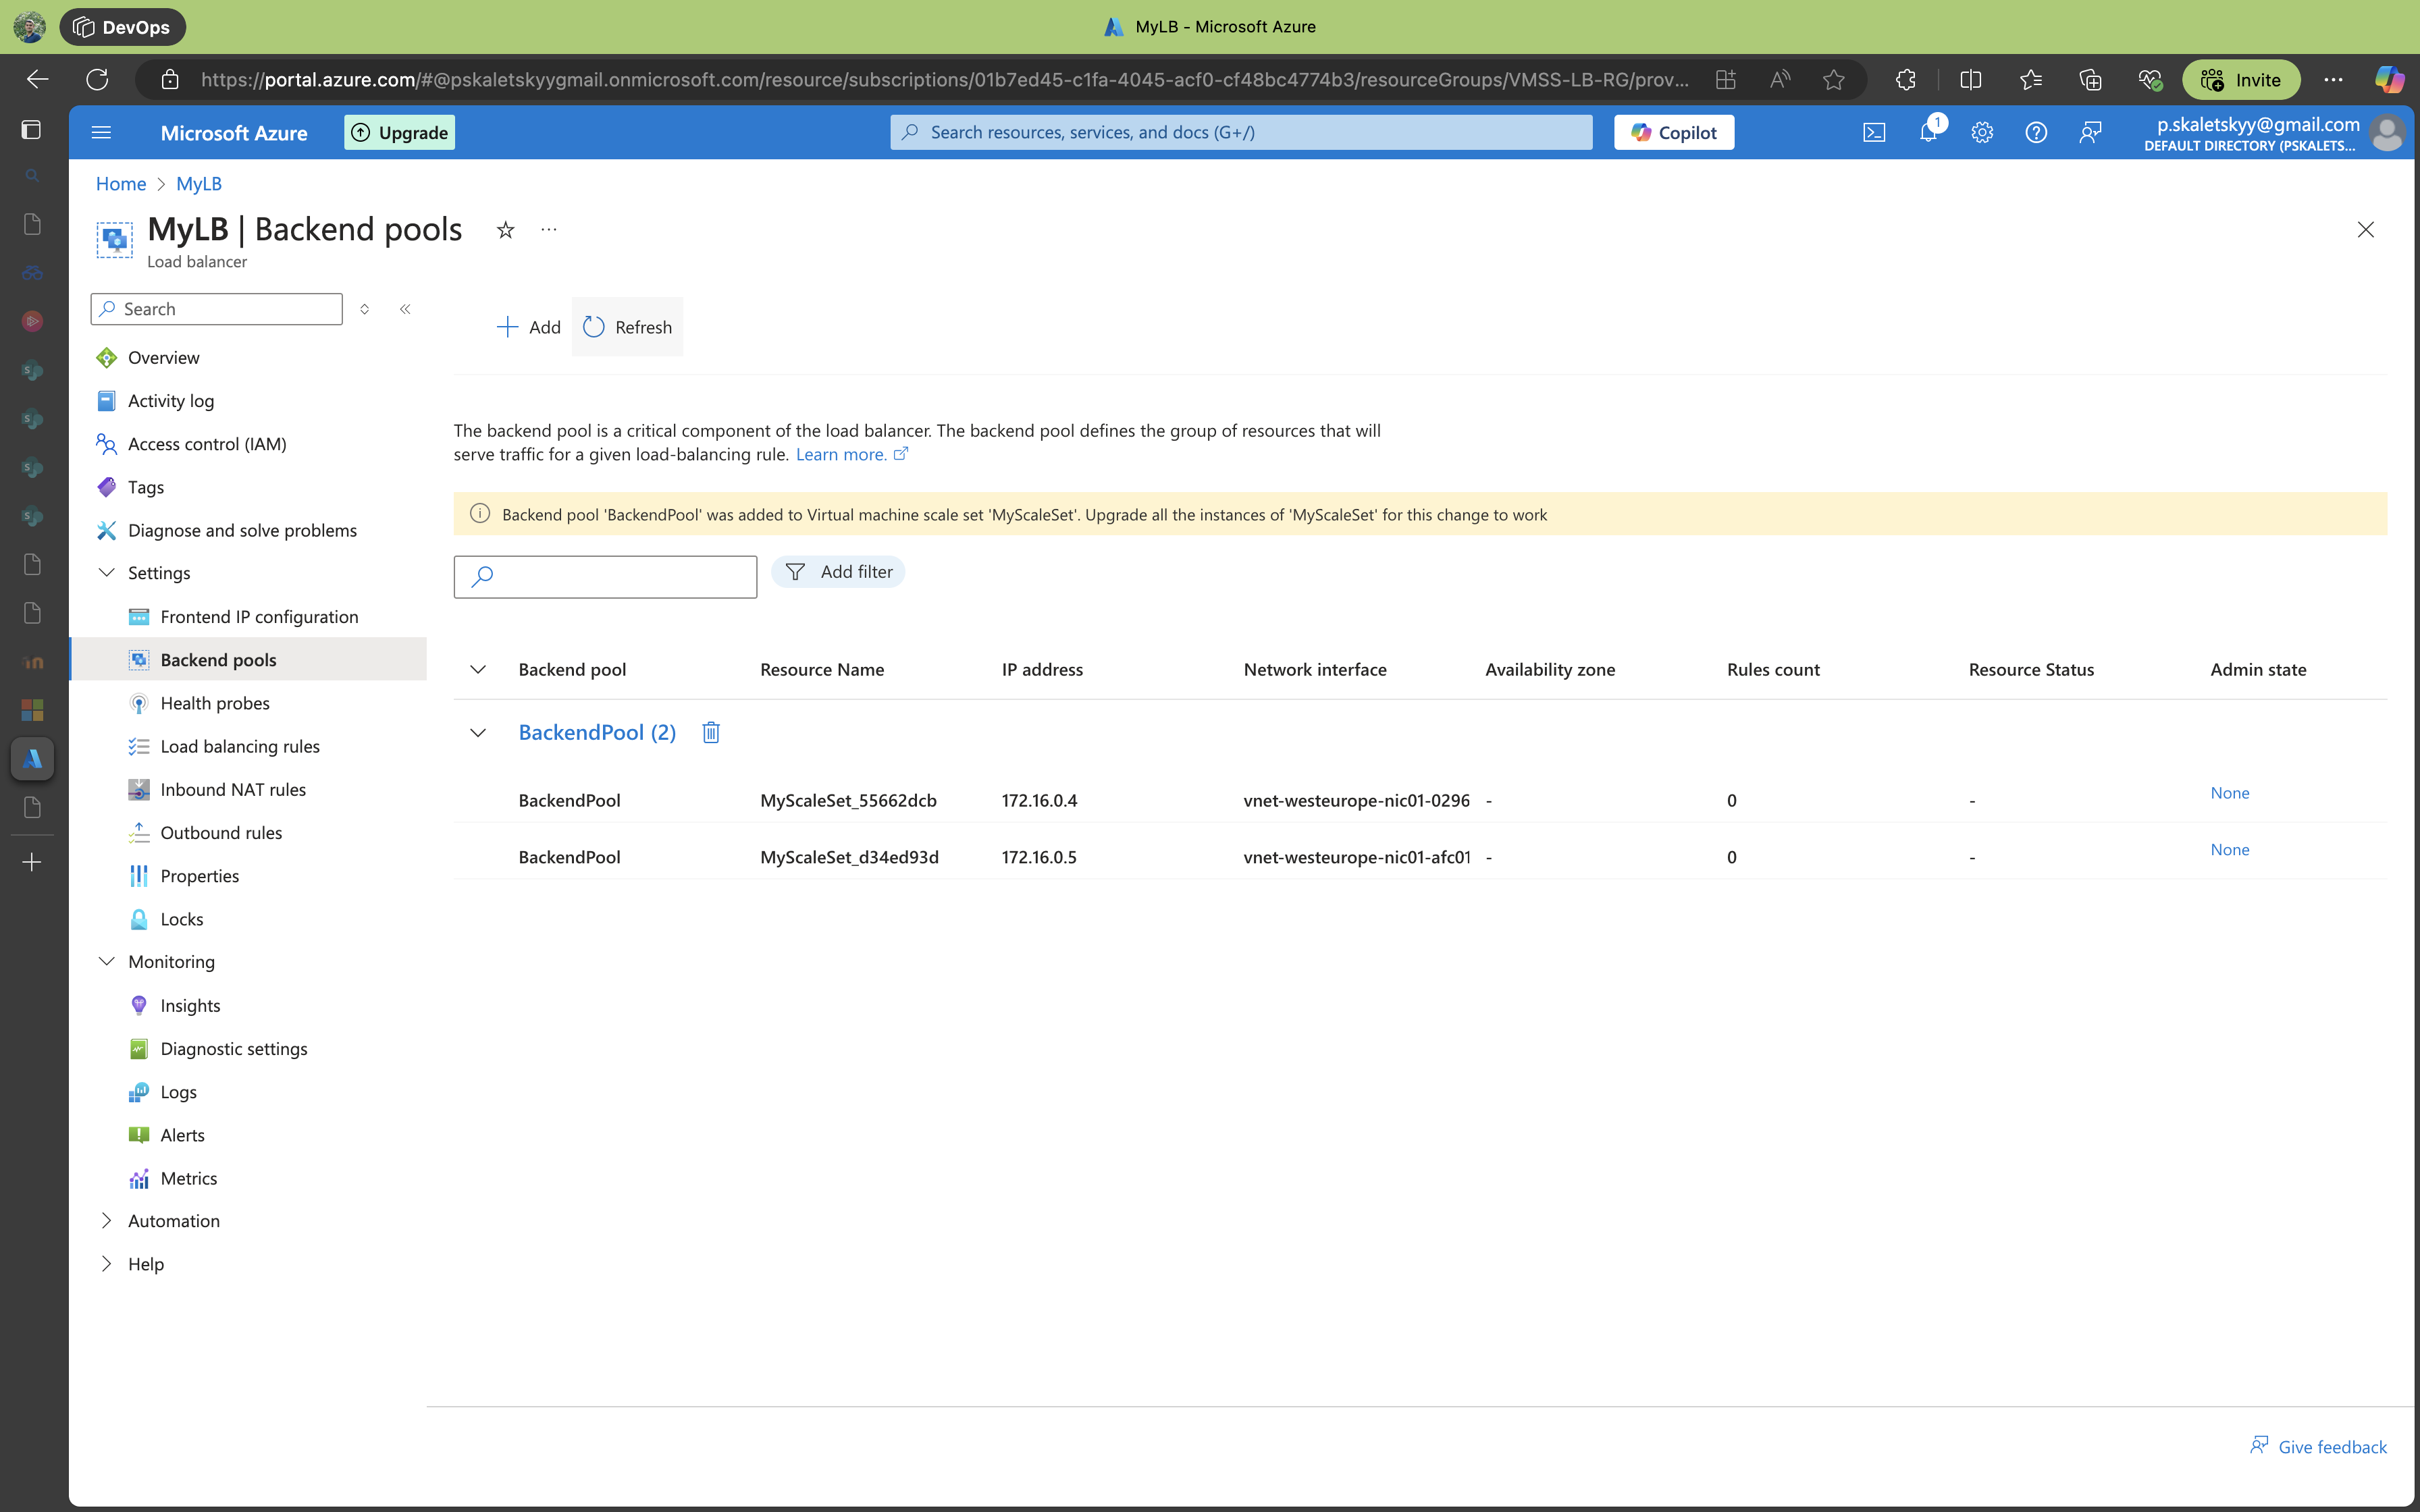 DevOps
MyLB - Microsoft Azure
https://portal.azure.com/#@pskaletskyygmail.onmicrosoft.com/resource/subscriptions/01b7ed45-c1fa-4045-acf0-cf48bc4774b3/resourceGroups/VMSS-LB-RG/prov...
Invite
Microsoft Azure
Upgrade
Search resources, services, and docs (G+/)
Copilot
1
p.skaletskyy@gmail.com
DEFAULT DIRECTORY (PSKALETS...
Home > MyLB
MyLB | Backend pools
Load balancer
Search
Add
Refresh
Overview
Activity log
Access control (IAM)
Tags
Diagnose and solve problems
Settings
Frontend IP configuration
Backend pools
Health probes
Load balancing rules
Inbound NAT rules
Outbound rules
Properties
Locks
Monitoring
Insights
Diagnostic settings
Logs
Alerts
Metrics
Automation
Help
The backend pool is a critical component of the load balancer. The backend pool defines the group of resources that will
serve traffic for a given load-balancing rule. Learn more.
Backend pool 'BackendPool' was added to Virtual machine scale set 'MyScaleSet'. Upgrade all the instances of 'MyScaleSet' for this change to work
Add filter
Backend pool Resource Name IP address Network interface Availability zone Rules count Resource Status Admin state
BackendPool (2)
BackendPool MyScaleSet_55662dcb 172.16.0.4 vnet-westeurope-nic01-0296 - 0 - None
BackendPool MyScaleSet_d34ed93d 172.16.0.5 vnet-westeurope-nic01-afc01 - 0 - None
Give feedback